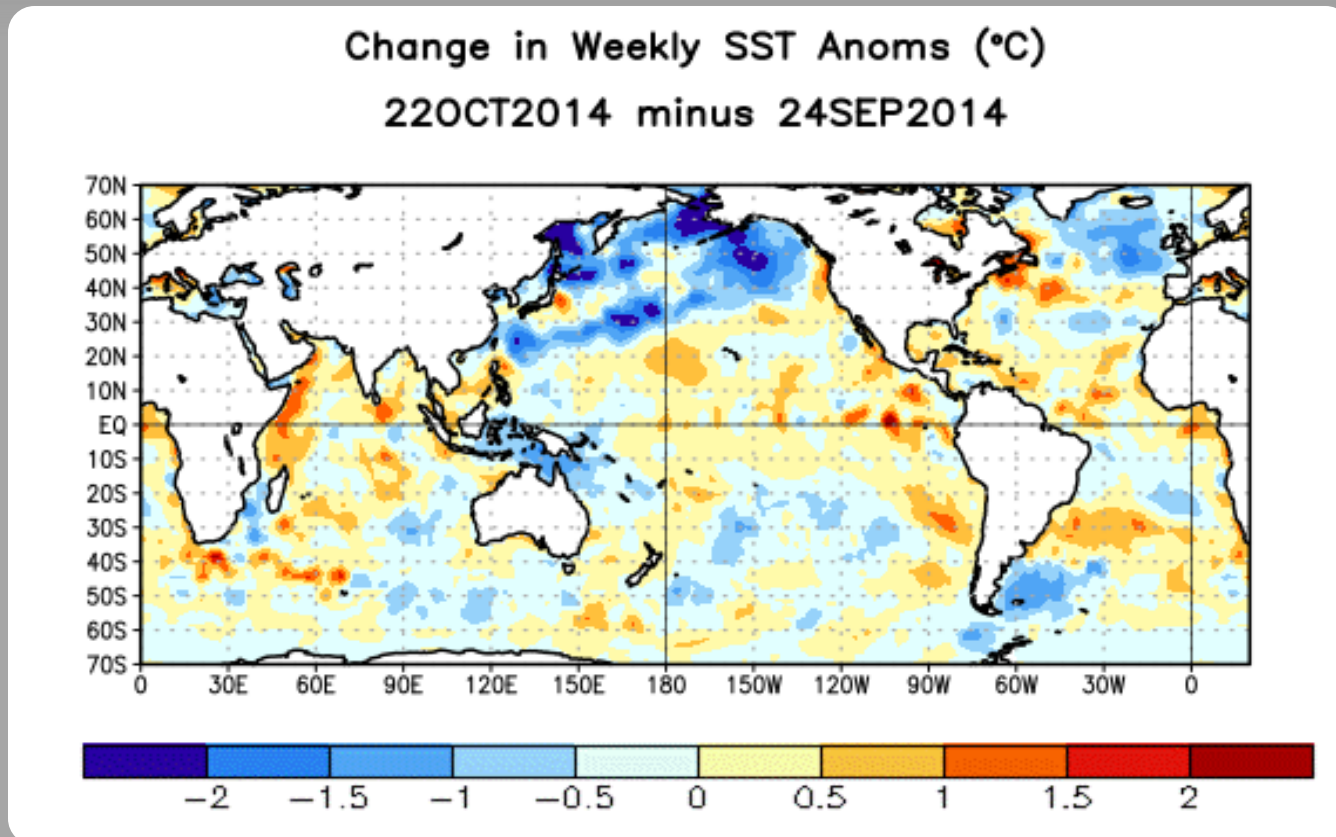 Change in Weekly SST Anoms (°C)
22OCT2014 minus 24SEP2014
70N
60N
50N
40N
30N
20N
10N
EQ
10S
20S
30S
40S
50S
60S
70S
0 30E 60E 90E 120E 150E 180 150W 120W 90W 60W 30W 0
−2 −1.5 −1 −0.5 0 0.5 1 1.5 2